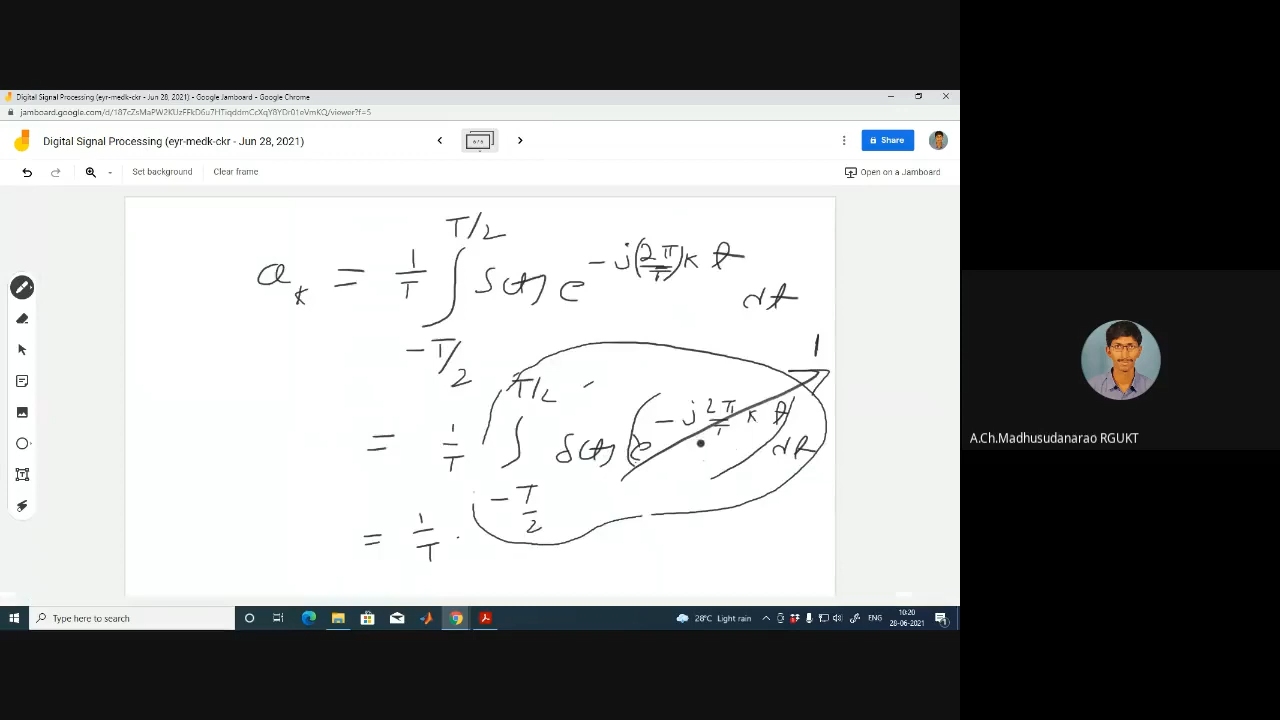 Digital Signal Processing (eyr-medk-ckr - Jun 28, 2021) - Google Jamboard - Google Chrome
Digital Signal Processing (eyr-medk-ckr - Jun 28, 2021)
6 / 6
Share
Set background
Clear frame
Open on a Jamboard
a_k = 1/T ∫_{-T/2}^{T/2} s(t) e^{-j(2π/T)k t} dt
= 1/T ∫_{-T/2}^{T/2} δ(t) (e^{-j 2π/T k t}) dt 1
= 1/T .
A.Ch.Madhusudanarao RGUKT
Type here to search
28°C Light rain
ENG
10:20
28-06-2021